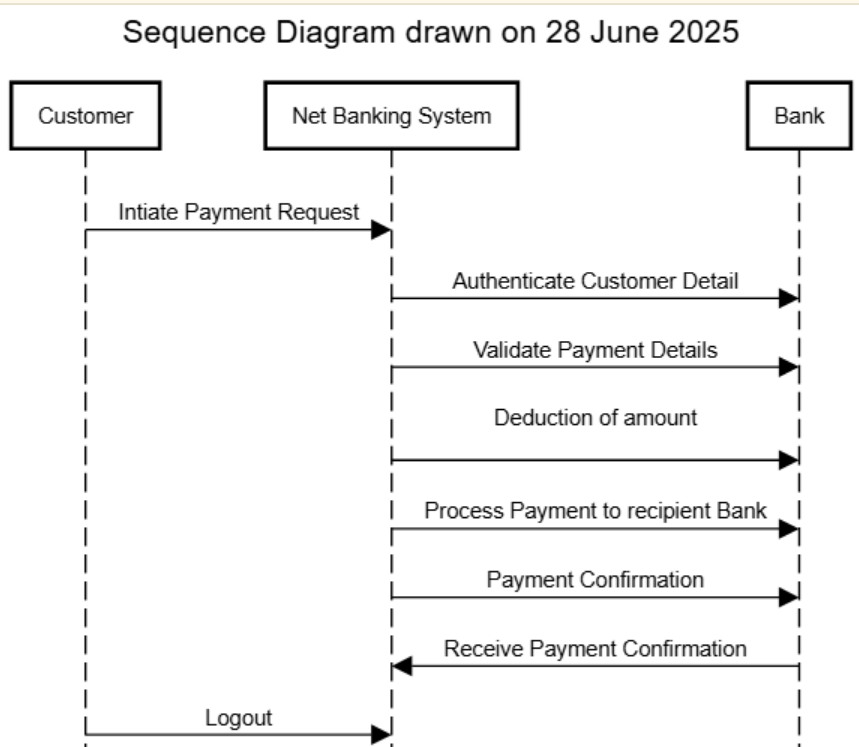 Sequence Diagram drawn on 28 June 2025
Customer
Net Banking System
Bank
Intiate Payment Request
Authenticate Customer Detail
Validate Payment Details
Deduction of amount
Process Payment to recipient Bank
Payment Confirmation
Receive Payment Confirmation
Logout